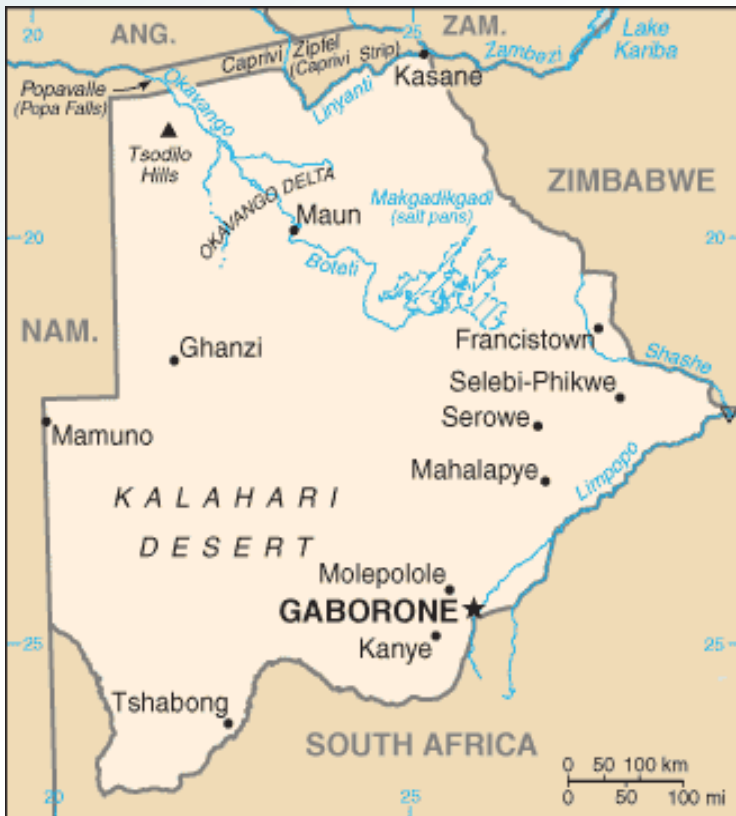 20
25
ANG.
ZAM.
Lake
Kariba
Caprivi Zipfel
(Caprivi Strip)
Zambezi
Kasane
Popavalle
(Popa Falls)
Okavango
Linyanti
Tsodilo
Hills
ZIMBABWE
OKAVANGO DELTA
Makgadikgadi
(salt pans)
Maun
20
20
Boteti
NAM.
Ghanzi
Francistown
Shashe
Selebi-Phikwe
Serowe
Mamuno
Mahalapye
Limpopo
KALAHARI
DESERT
Molepolole
GABORONE
Kanye
25
25
Tshabong
SOUTH AFRICA
0 50 100 km
0 50 100 mi
20
25